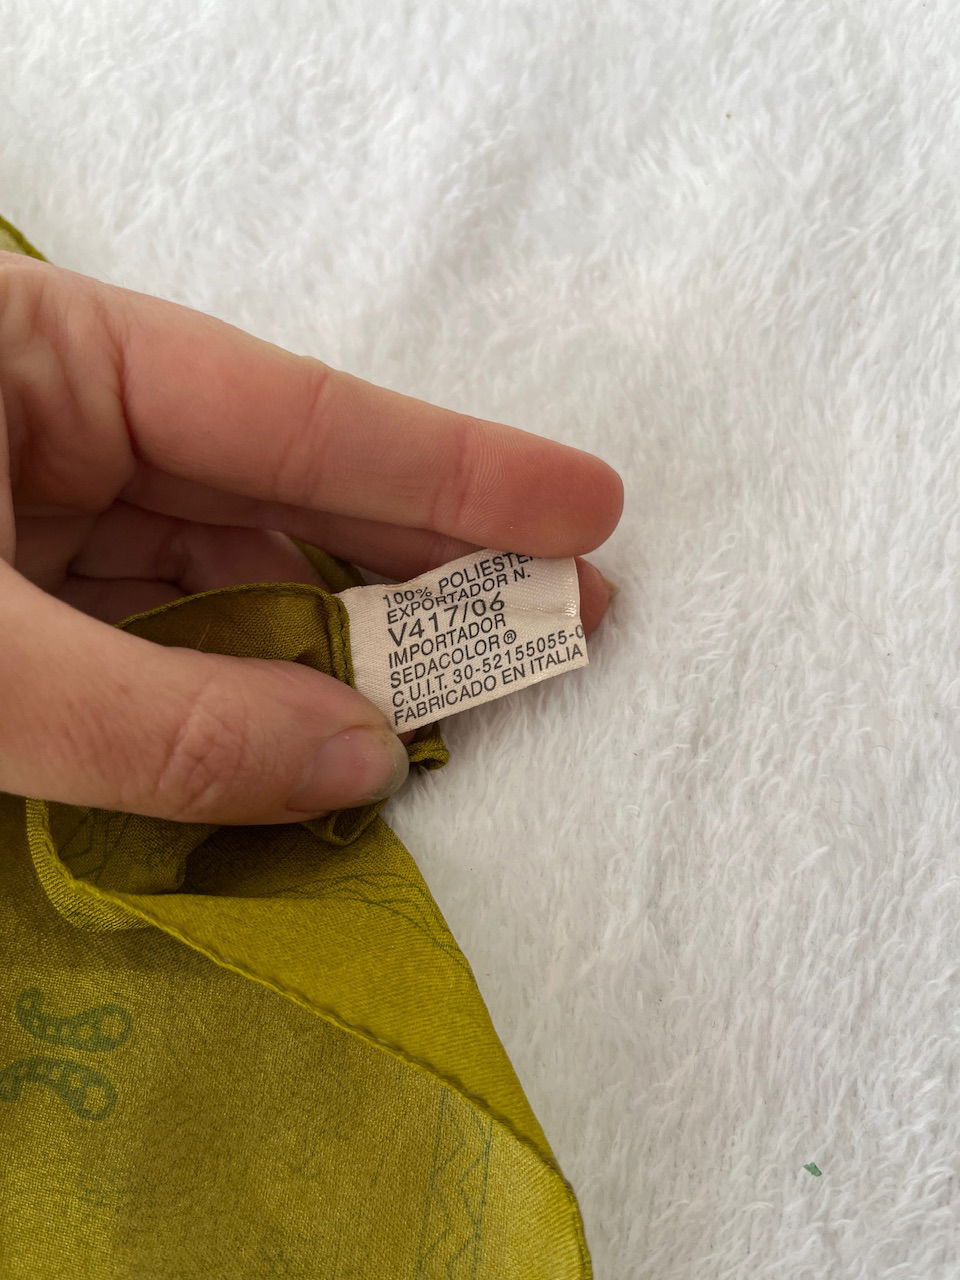 100% POLIESTER
EXPORTADOR N.
V417/06
IMPORTADOR
SEDACOLOR®
C.U.I.T. 30-52155055-0
FABRICADO EN ITALIA